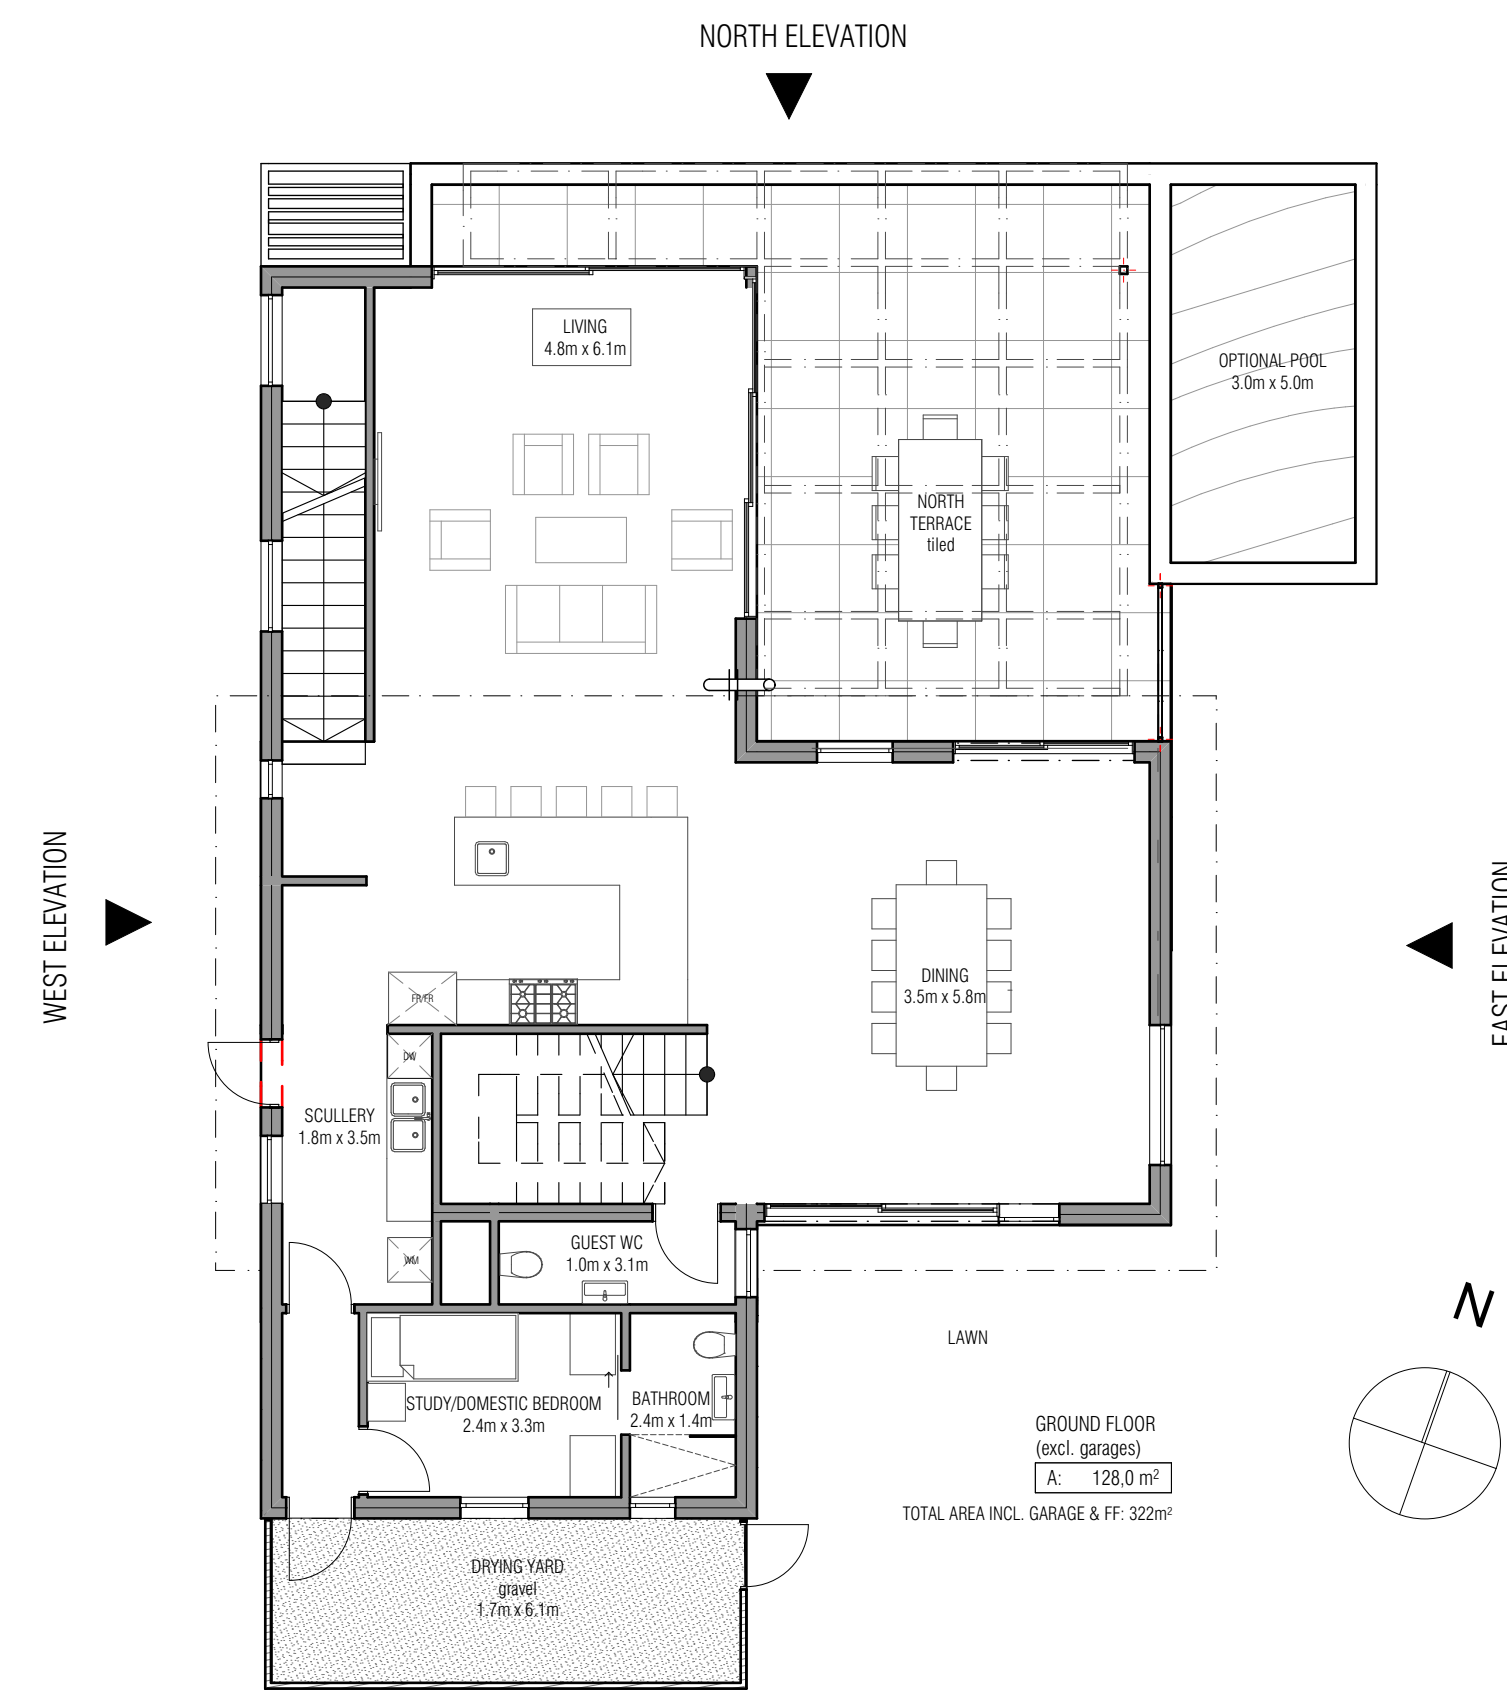 NORTH ELEVATION
LIVING
4.8m x 6.1m
OPTIONAL POOL
3.0m x 5.0m
NORTH
TERRACE
tiled
WEST ELEVATION
EAST ELEVATION
DINING
3.5m x 5.8m
FR/FR
DW
SCULLERY
1.8m x 3.5m
GUEST WC
1.0m x 3.1m
WM
N
LAWN
STUDY/DOMESTIC BEDROOM
2.4m x 3.3m
BATHROOM
2.4m x 1.4m
GROUND FLOOR
(excl. garages)
A: 128,0 m²
TOTAL AREA INCL. GARAGE & FF: 322m²
DRYING YARD
gravel
1.7m x 6.1m